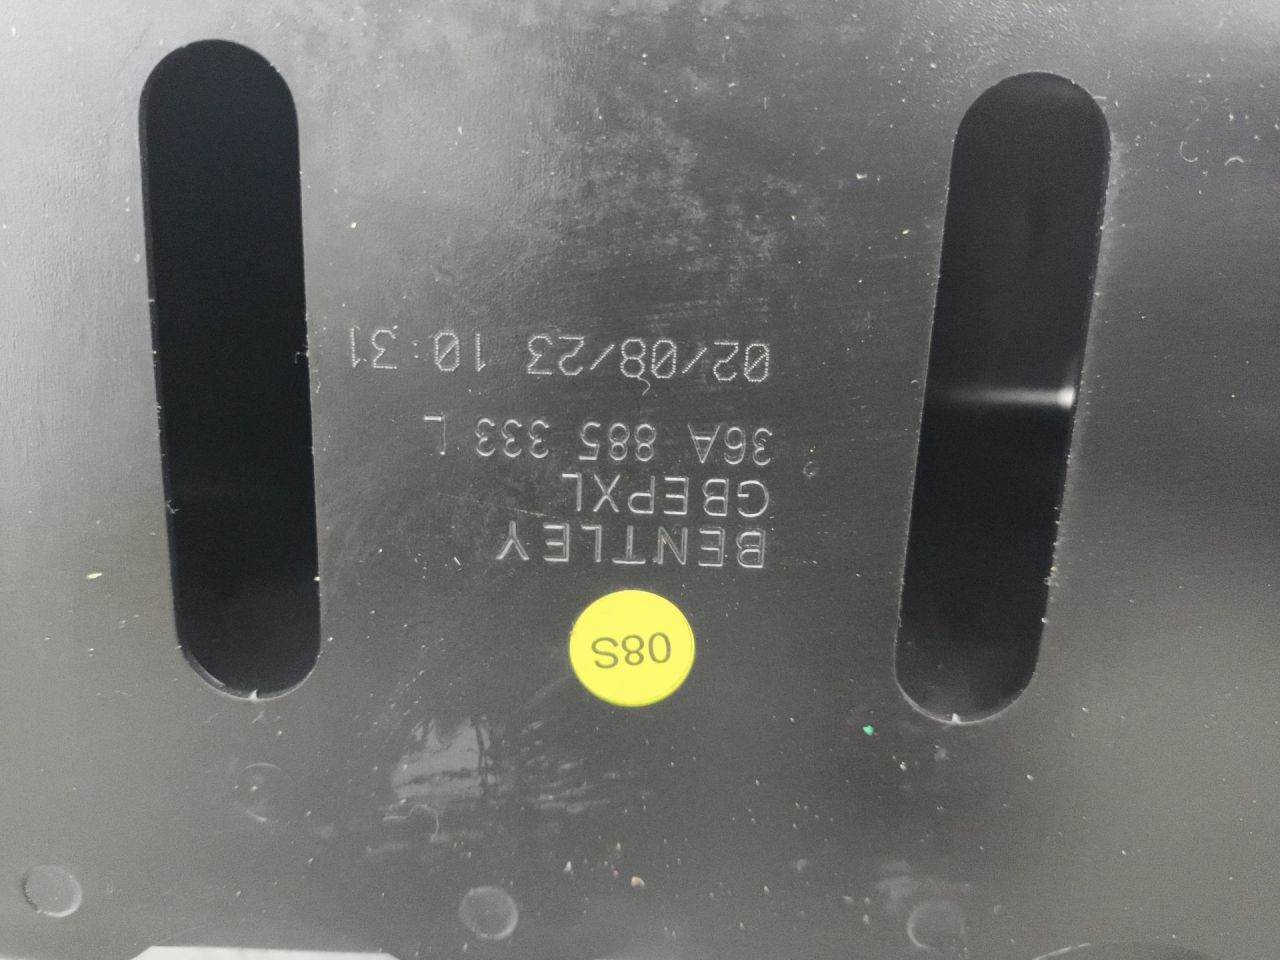 08S
BENTLEY
GBEPXL
36A 885 333 L
02/08/23 10:31